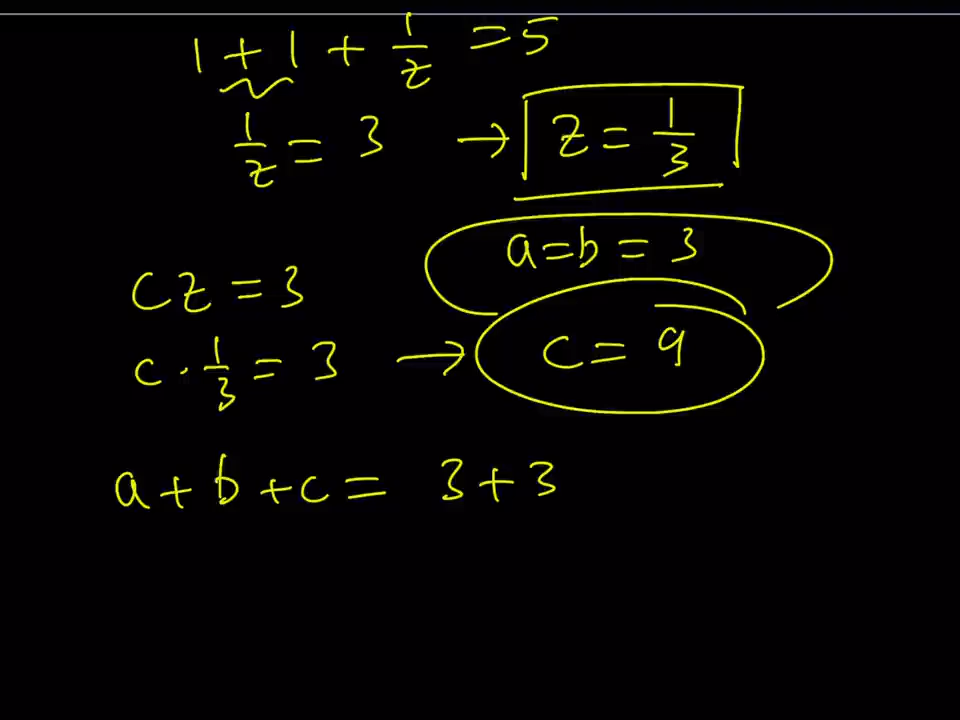 1 + 1 + 1/z = 5
1/z = 3 → z = 1/3
a = b = 3
cz = 3
c · 1/3 = 3 → c = 9
a + b + c = 3 + 3